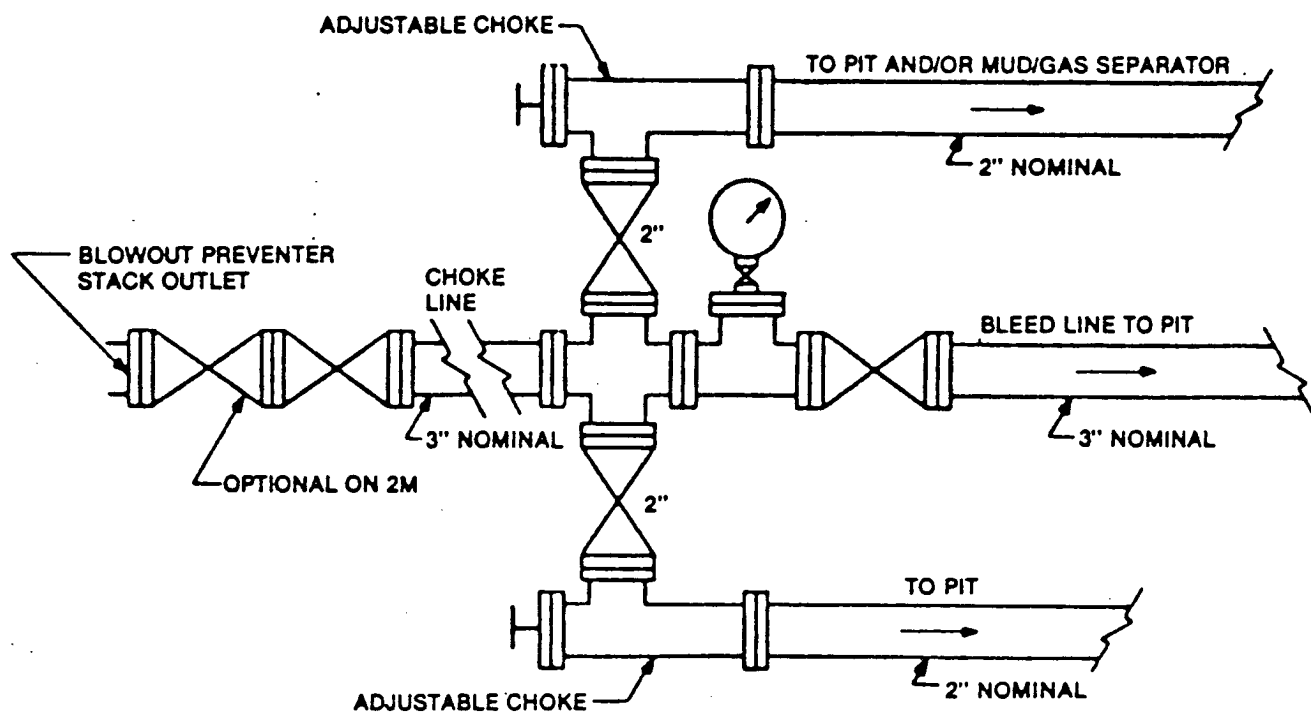 ADJUSTABLE CHOKE
TO PIT AND/OR MUD/GAS SEPARATOR
2" NOMINAL
2"
BLOWOUT PREVENTER
STACK OUTLET
CHOKE
LINE
BLEED LINE TO PIT
3" NOMINAL
3" NOMINAL
OPTIONAL ON 2M
2"
TO PIT
2" NOMINAL
ADJUSTABLE CHOKE